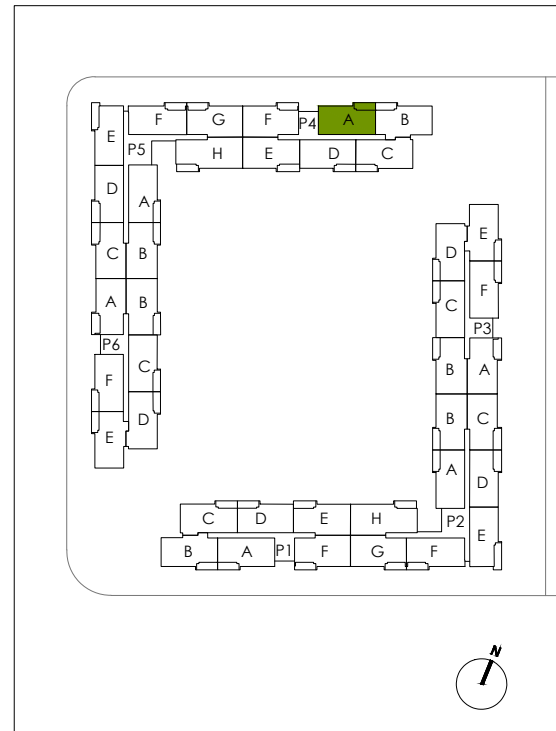 F G F P4 A B
E
P5
H E D C
D
A
E
D
C B
F
C
A B
P3
P6
B A
F C
B C
D
E
A D
C D E H
P2
B A P1 F G F E
N